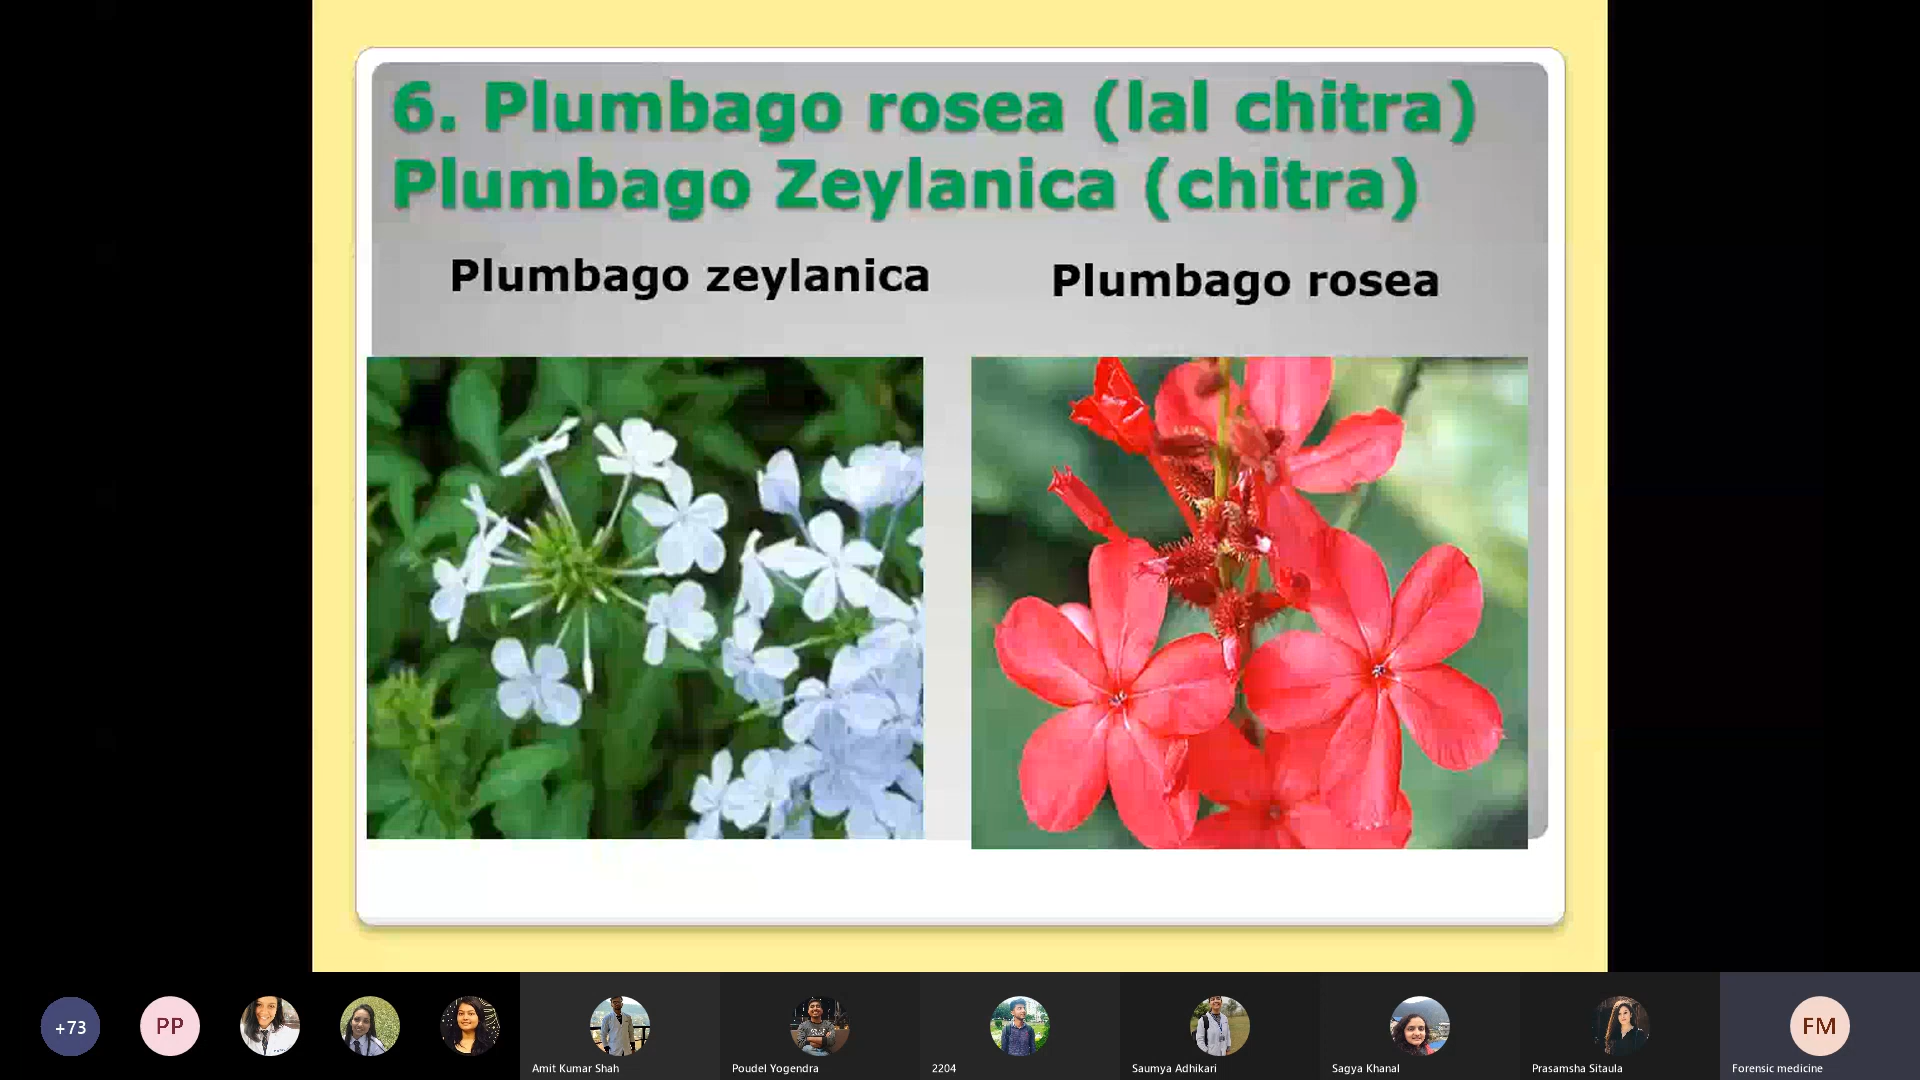 6. Plumbago rosea (lal chitra)
Plumbago Zeylanica (chitra)
Plumbago zeylanica
Plumbago rosea
+73
PP
Amit Kumar Shah
Poudel Yogendra
2204
Saumya Adhikari
Sagya Khanal
Prasamsha Sitaula
FM
Forensic medicine